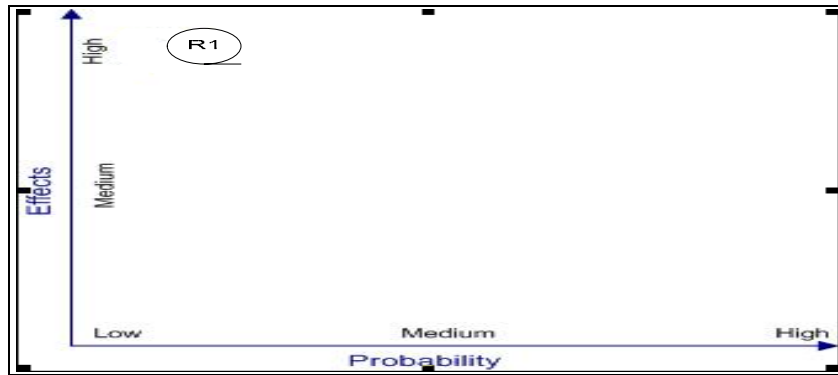 High
R1
Medium
Effects
Low Medium High
Probability